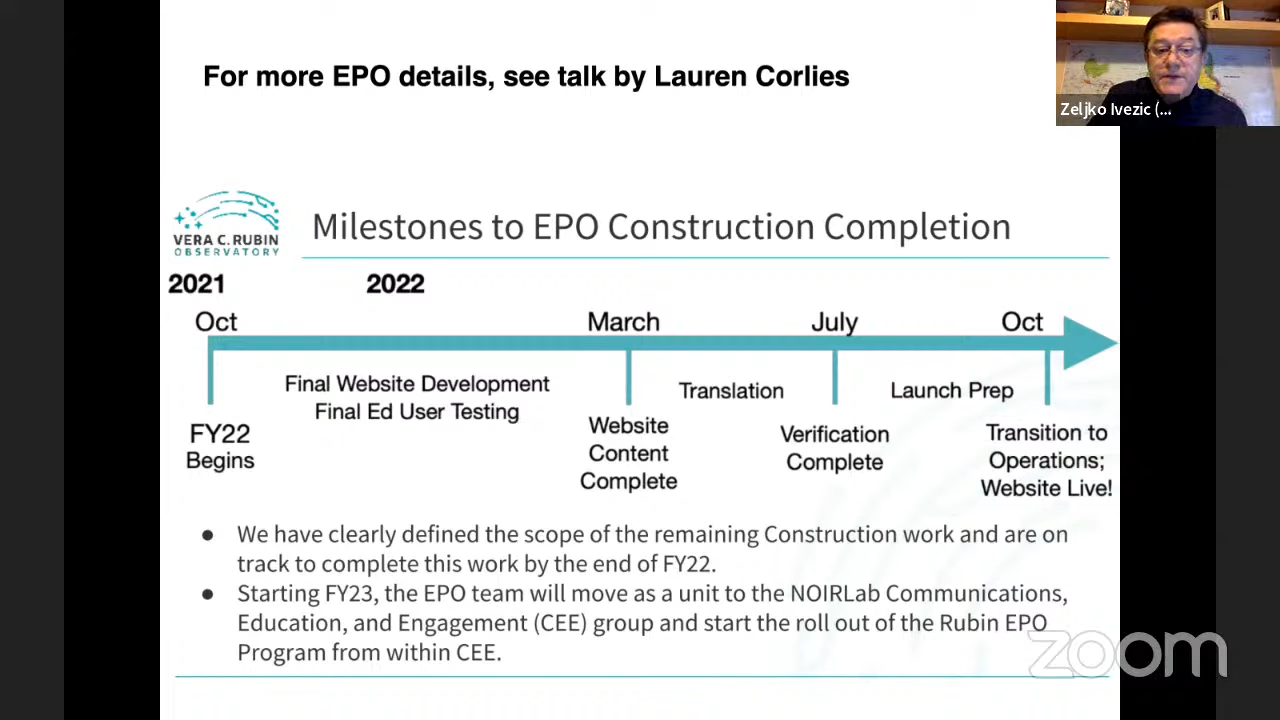 For more EPO details, see talk by Lauren Corlies
Zeljko Ivezic (...
VERA C. RUBIN
OBSERVATORY
Milestones to EPO Construction Completion
2021
2022
Oct
March
July
Oct
Final Website Development
Final Ed User Testing
Translation
Launch Prep
FY22
Begins
Website
Content
Complete
Verification
Complete
Transition to
Operations;
Website Live!
● We have clearly defined the scope of the remaining Construction work and are on
track to complete this work by the end of FY22.
● Starting FY23, the EPO team will move as a unit to the NOIRLab Communications,
Education, and Engagement (CEE) group and start the roll out of the Rubin EPO
Program from within CEE.
zoom